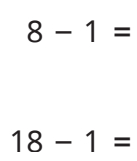 8 − 1 =
18 − 1 =